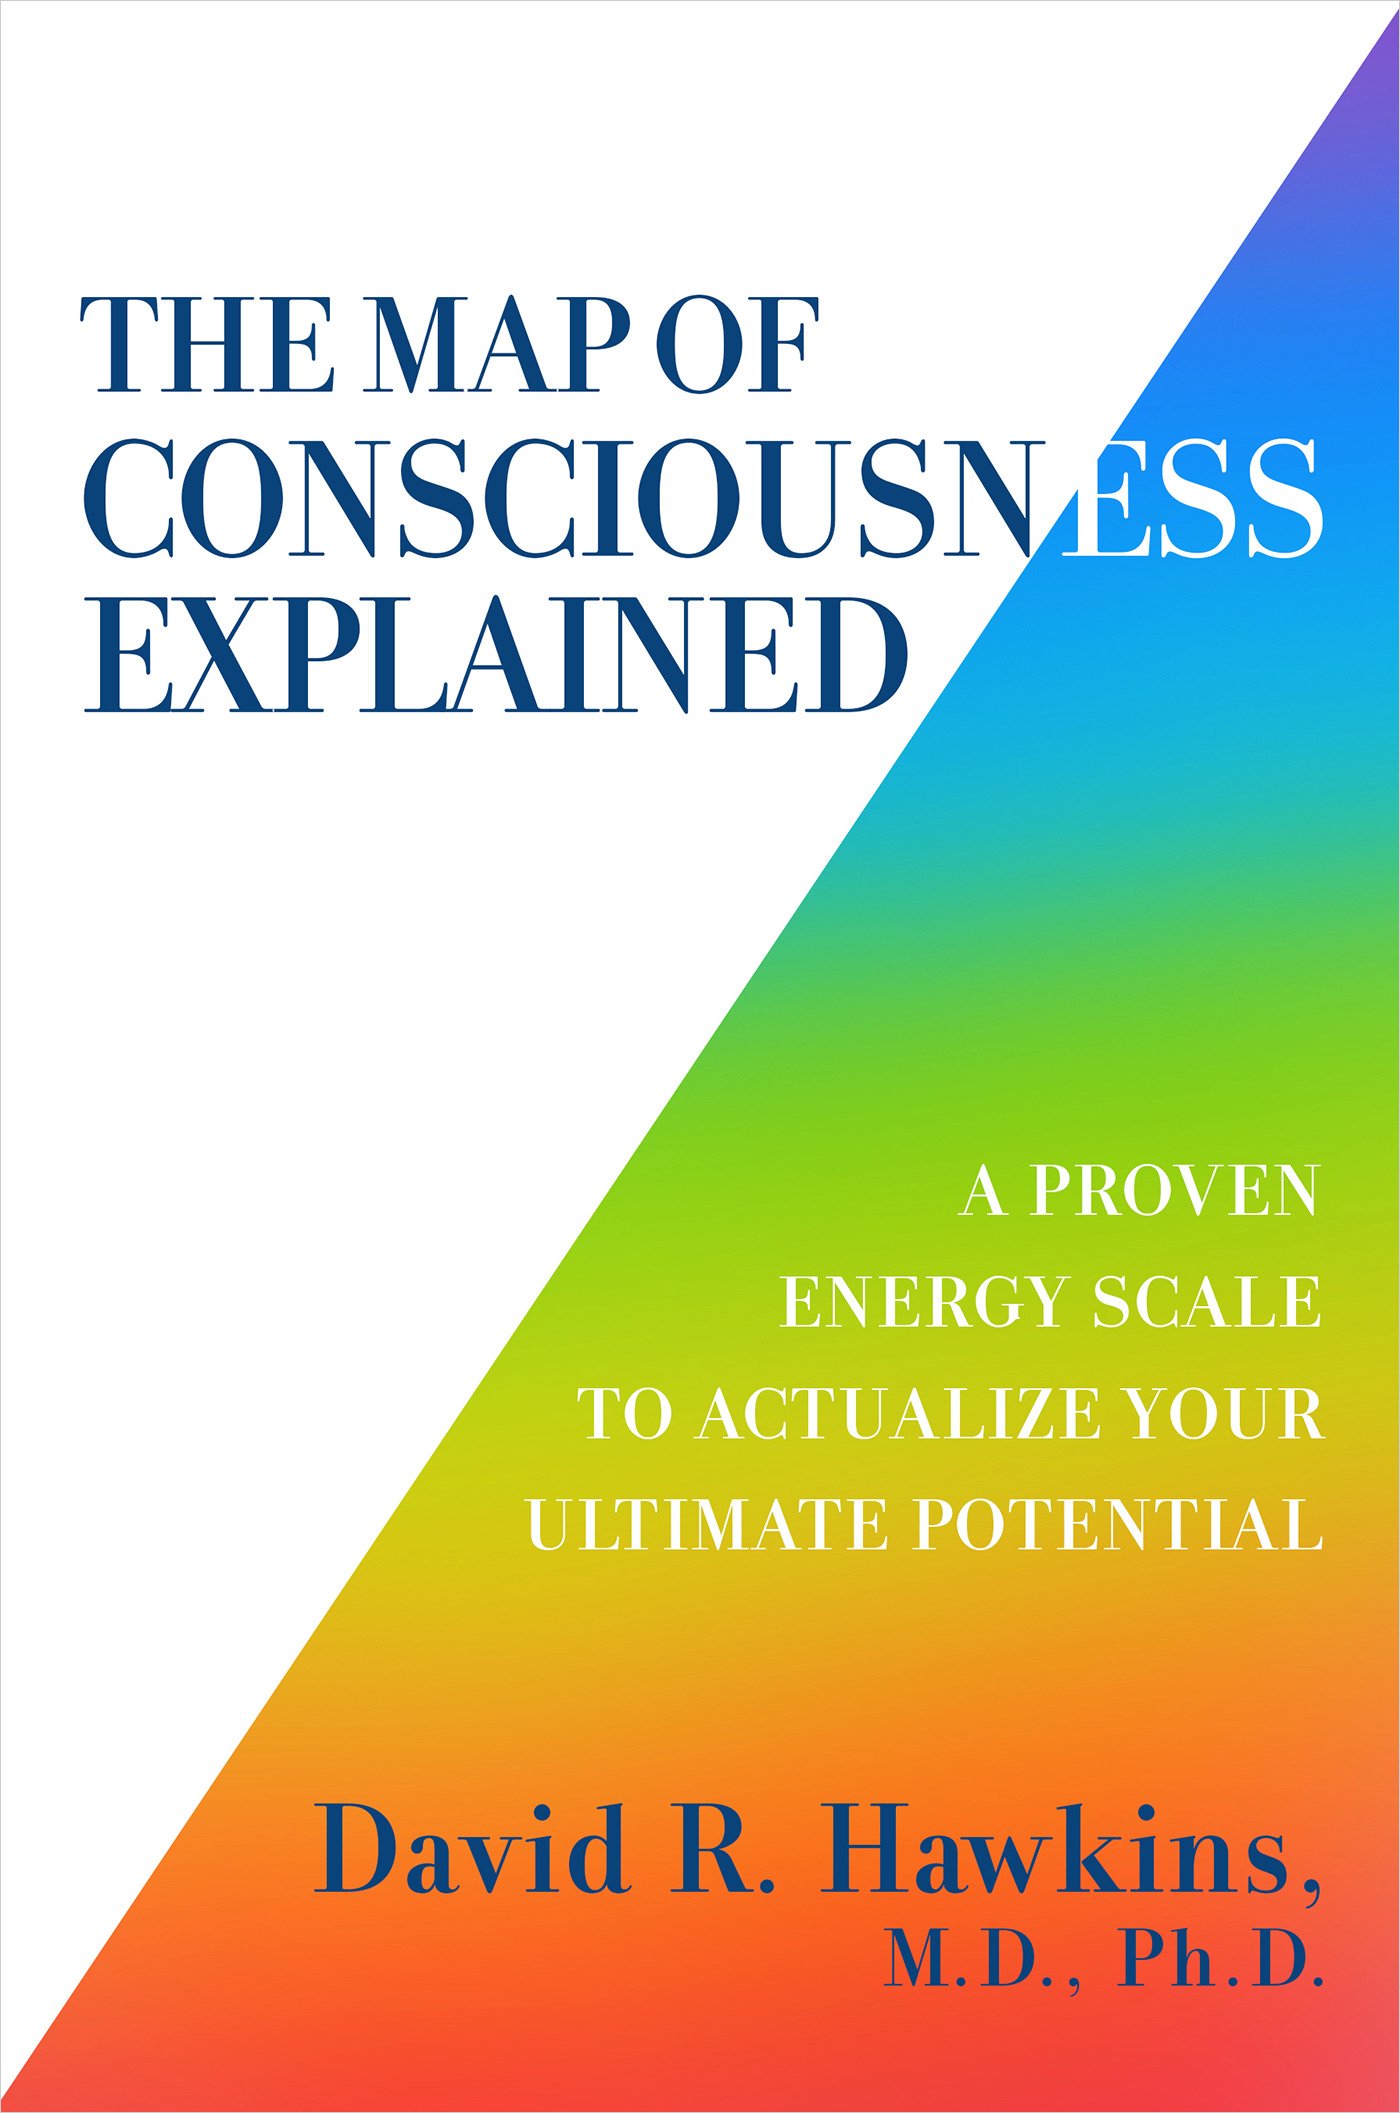 THE MAP OF
CONSCIOUSNESS
EXPLAINED
A PROVEN
ENERGY SCALE
TO ACTUALIZE YOUR
ULTIMATE POTENTIAL
David R. Hawkins,
M.D., Ph.D.